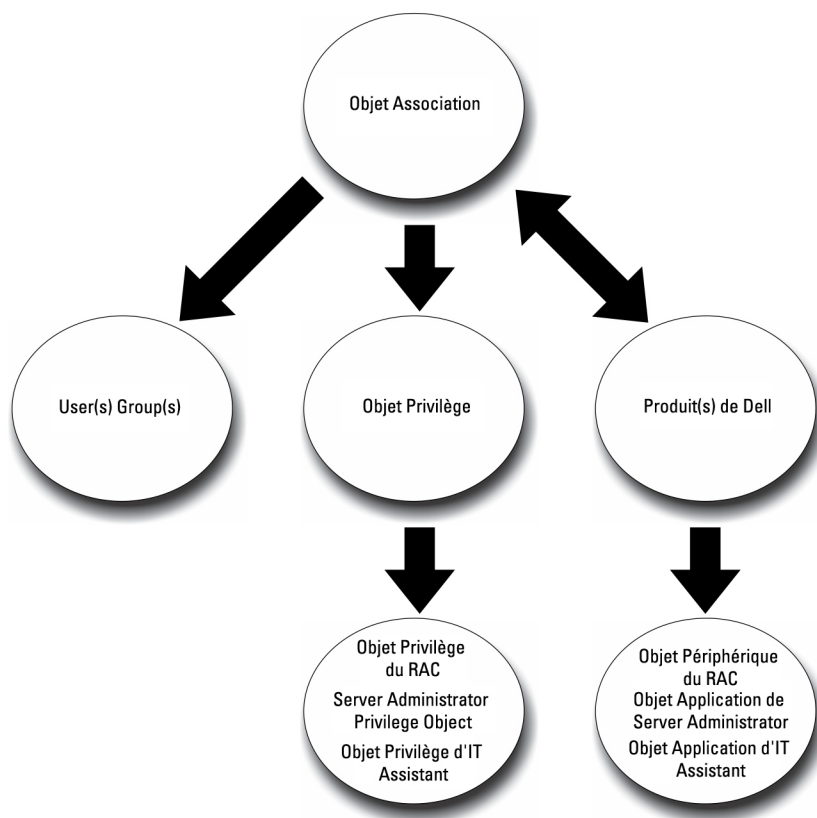 Objet Association
User(s) Group(s)
Objet Privilège
Produit(s) de Dell
Objet Privilège
du RAC
Server Administrator
Privilege Object
Objet Privilège d'IT
Assistant
Objet Périphérique
du RAC
Objet Application de
Server Administrator
Objet Application d'IT
Assistant